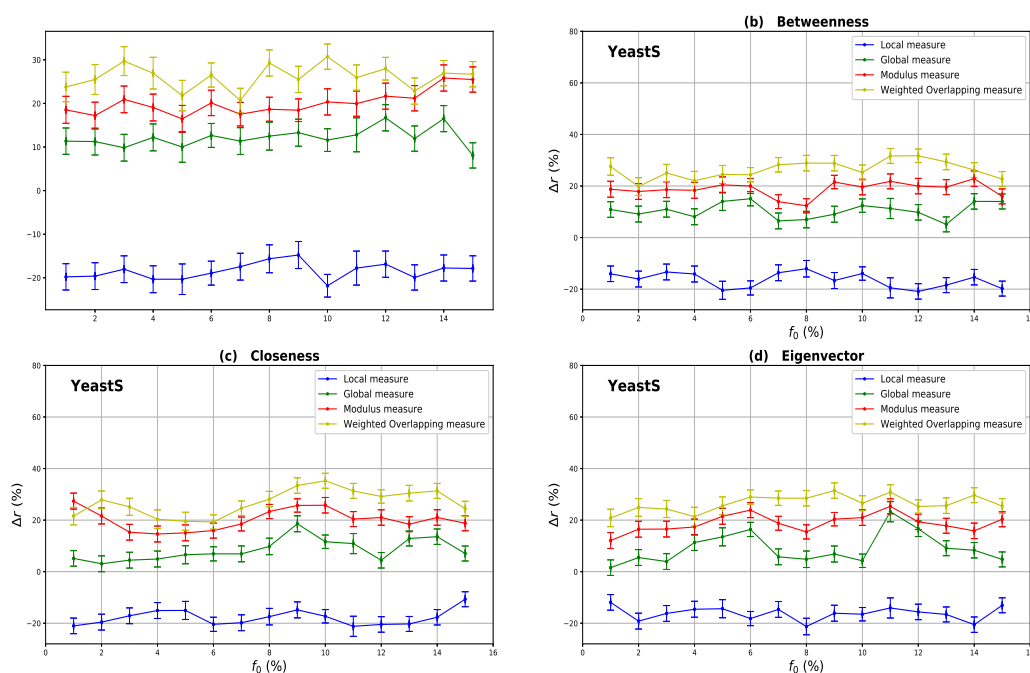 30
20
10
0
−10
−20
2 4 6 8 10 12 14
(b) Betweenness
YeastS
Local measure
Global measure
Modulus measure
Weighted Overlapping measure
80
60
40
20
0
−20
Δr (%)
0 2 4 6 8 10 12 14 16
f0 (%)
(c) Closeness
YeastS
Local measure
Global measure
Modulus measure
Weighted Overlapping measure
80
60
40
20
0
−20
Δr (%)
0 2 4 6 8 10 12 14 16
f0 (%)
(d) Eigenvector
YeastS
Local measure
Global measure
Modulus measure
Weighted Overlapping measure
80
60
40
20
0
−20
Δr (%)
0 2 4 6 8 10 12 14 16
f0 (%)